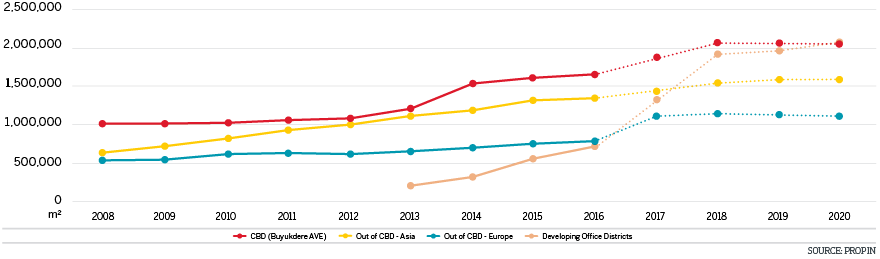 2,500,000
2,000,000
1,500,000
1,000,000
500,000
0
m² 2008 2009 2010 2011 2012 2013 2014 2015 2016 2017 2018 2019 2020
CBD (Buyukdere AVE) Out of CBD - Asia Out of CBD - Europe Developing Office Districts
SOURCE: PROPIN